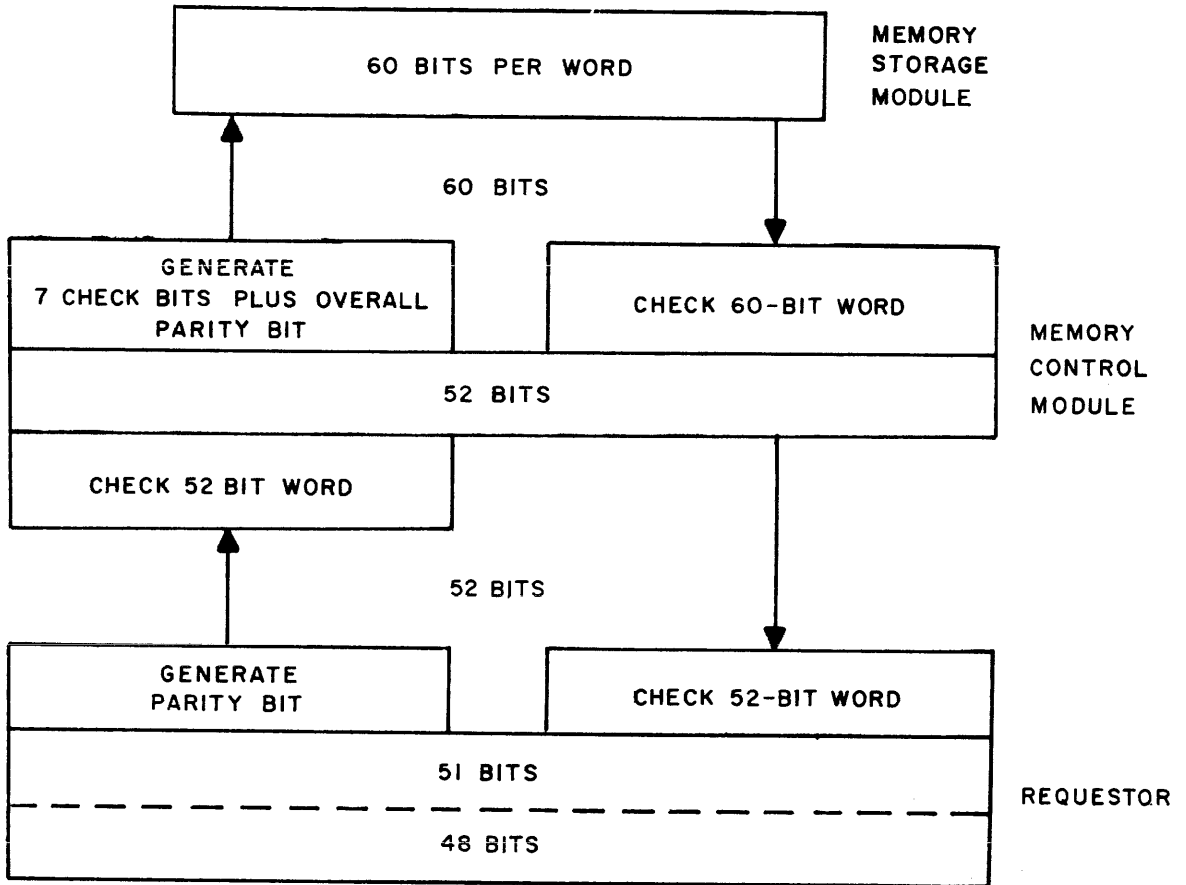 60 BITS PER WORD
MEMORY
STORAGE
MODULE
60 BITS
GENERATE
7 CHECK BITS PLUS OVERALL
PARITY BIT
CHECK 60-BIT WORD
52 BITS
MEMORY
CONTROL
MODULE
CHECK 52 BIT WORD
52 BITS
GENERATE
PARITY BIT
CHECK 52-BIT WORD
51 BITS
48 BITS
REQUESTOR